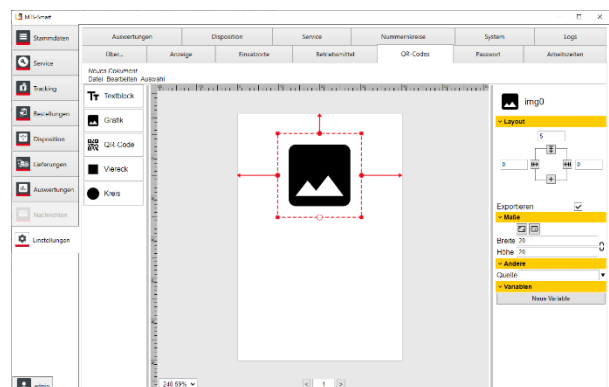 MTS-Smart
Stammdaten
Service
Tracking
Bestellungen
Disposition
Lieferungen
Auswertungen
Nachrichten
Einstellungen
admin
Auswertungen Disposition Service Nummernkreise System Logs
Über... Anzeige Einsatzorte Betriebsmittel QR-Codes Passwort Arbeitszeiten
Neues Dokument
Datei Bearbeiten Auswahl
Textblock
Grafik
QR-Code
Viereck
Kreis
240.59%
< 1 >
img0
Layout
5
0 0
Exportieren
Maße
Breite 20
Höhe 20
Andere
Quelle
Variablen
Neue Variable